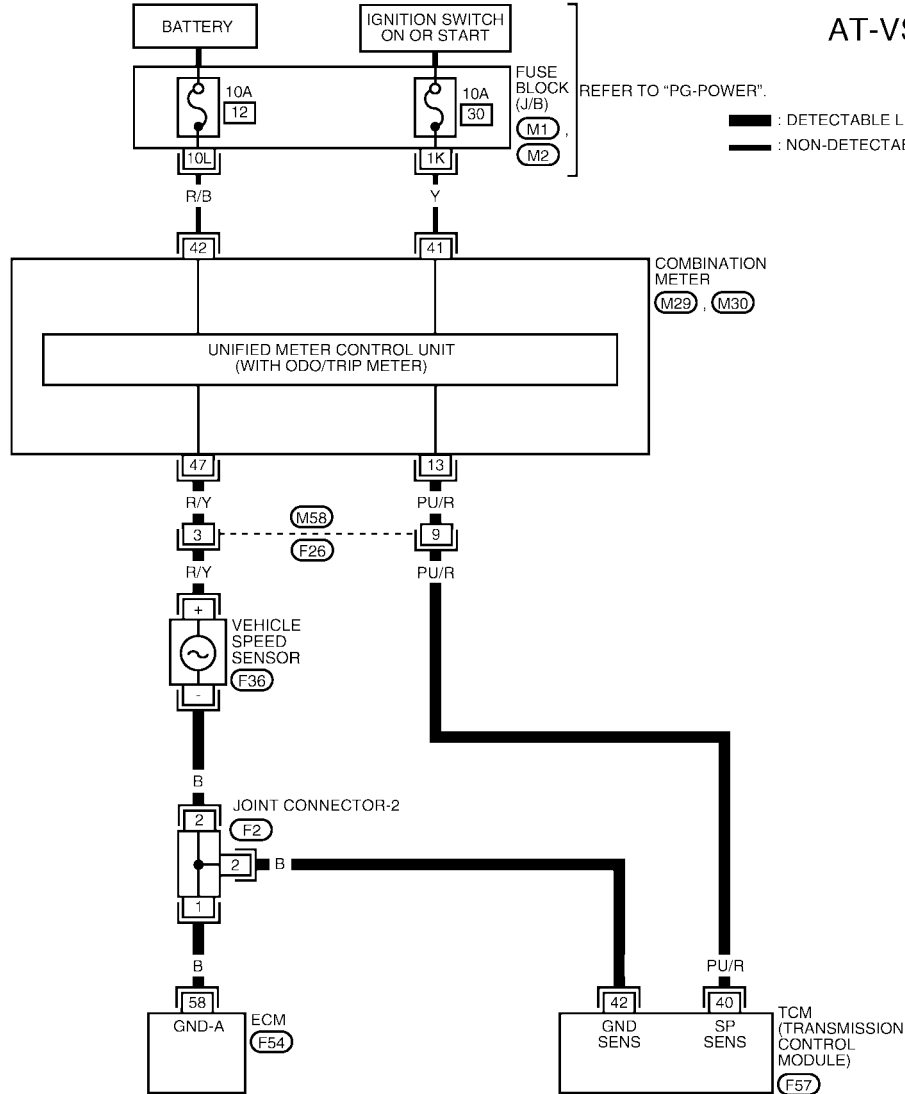 BATTERY
IGNITION SWITCH
ON OR START
AT-VS
FUSE
BLOCK
(J/B)
REFER TO "PG-POWER".
10A
12
10A
30
M1 ,
M2
: DETECTABLE L
: NON-DETECTAB
10L
1K
R/B
Y
42
41
COMBINATION
METER
M29 , M30
UNIFIED METER CONTROL UNIT
(WITH ODO/TRIP METER)
47
13
R/Y
PU/R
M58
3
9
F26
R/Y
PU/R
+
VEHICLE
SPEED
SENSOR
F36
-
B
JOINT CONNECTOR-2
2
F2
2
B
1
B
PU/R
58
42
40
GND-A
ECM
F54
GND
SENS
SP
SENS
TCM
(TRANSMISSION
CONTROL
MODULE)
F57